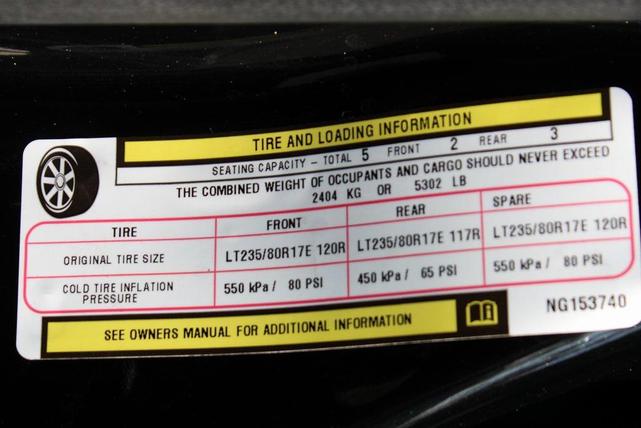 TIRE AND LOADING INFORMATION
SEATING CAPACITY – TOTAL 5 FRONT 2 REAR 3
THE COMBINED WEIGHT OF OCCUPANTS AND CARGO SHOULD NEVER EXCEED
2404 KG OR 5302 LB
TIRE FRONT REAR SPARE
ORIGINAL TIRE SIZE LT235/80R17E 120R LT235/80R17E 117R LT235/80R17E 120R
COLD TIRE INFLATION
PRESSURE 550 kPa / 80 PSI 450 kPa / 65 PSI 550 kPa / 80 PSI
SEE OWNERS MANUAL FOR ADDITIONAL INFORMATION
NG153740